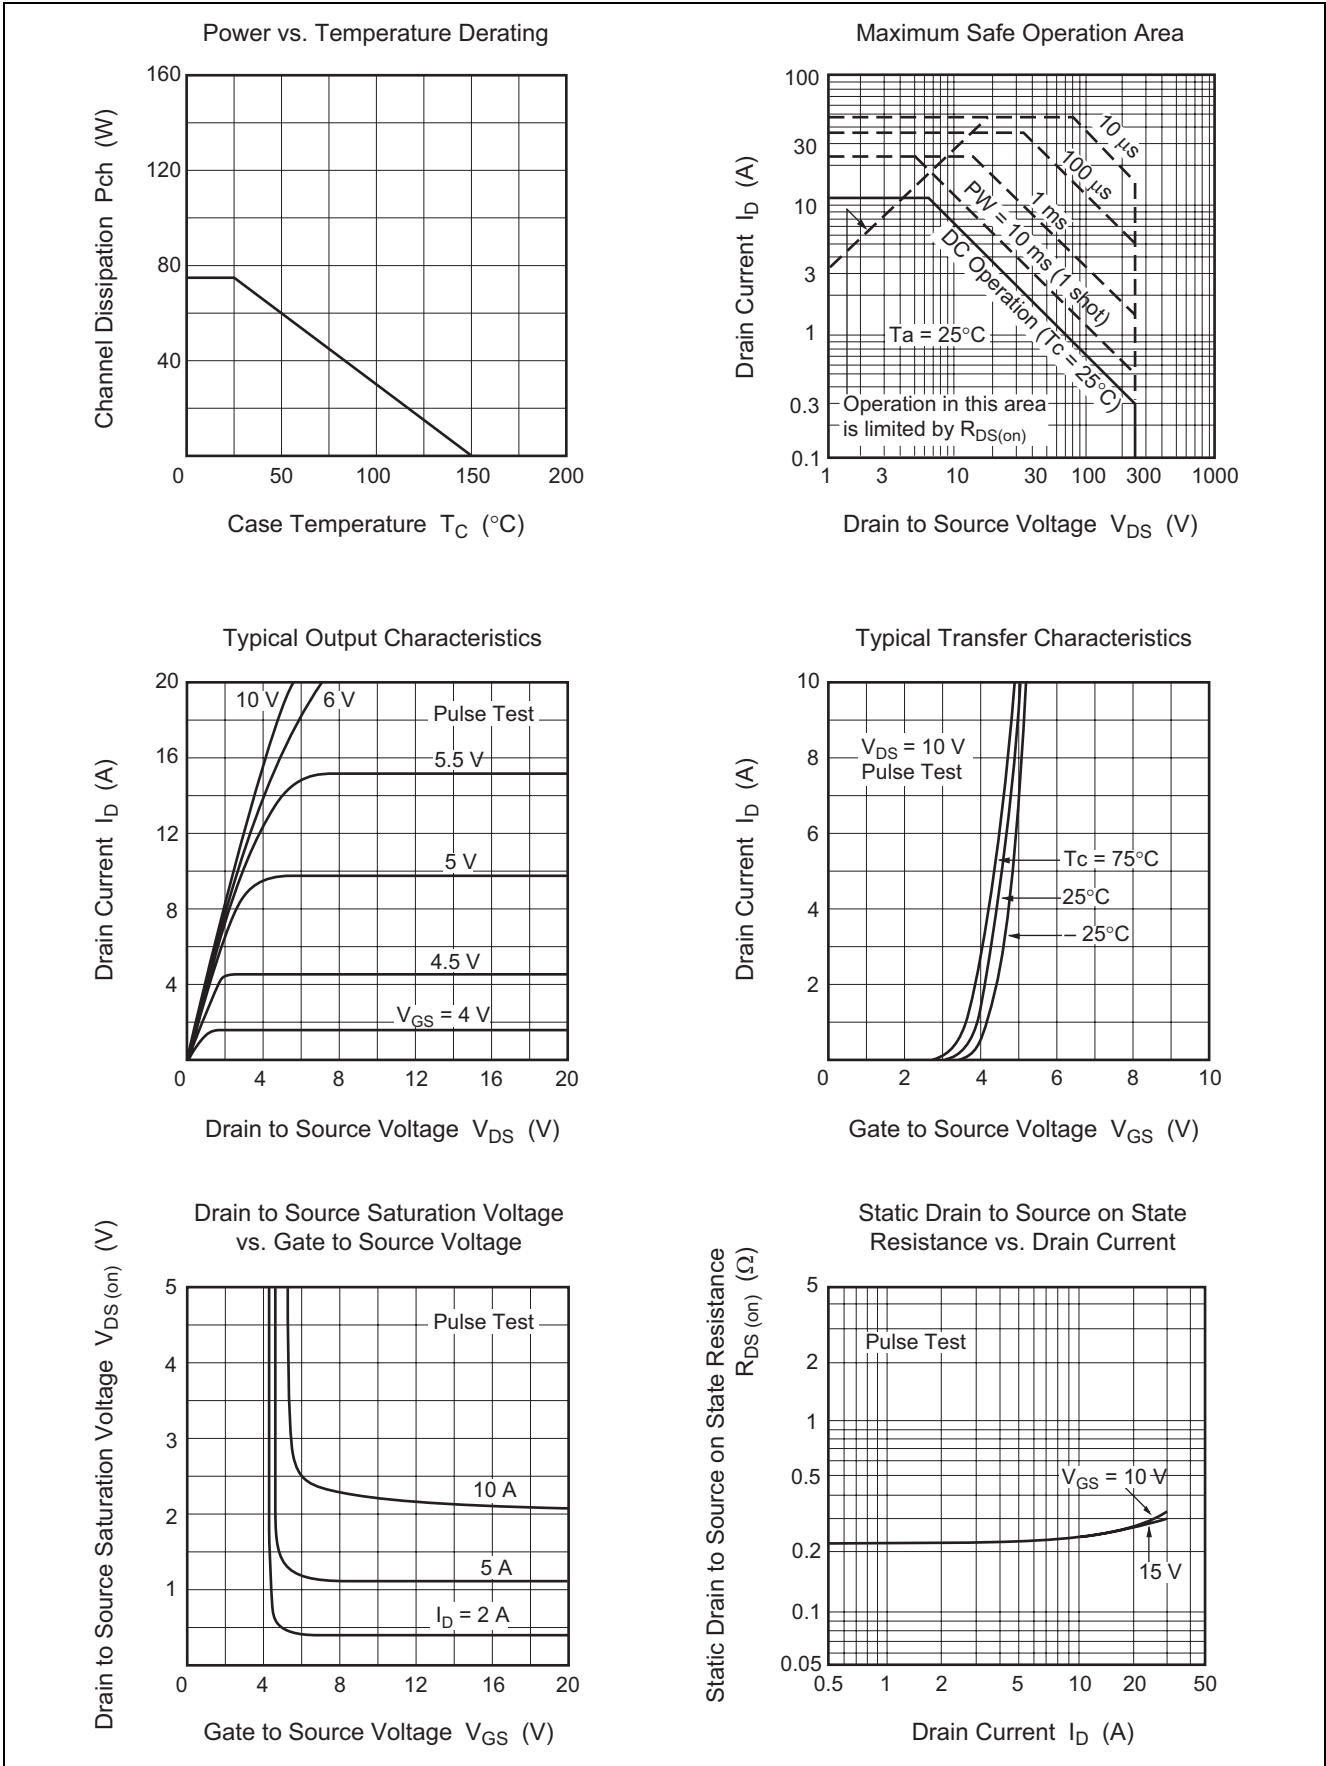 Power vs. Temperature Derating
Channel Dissipation Pch (W)
160
120
80
40
0
50
100
150
200
Case Temperature TC (°C)
Maximum Safe Operation Area
Drain Current ID (A)
100
30
10
3
1
0.3
0.1
10 μs
100 μs
1 ms
PW = 10 ms (1 shot)
DC Operation (Tc = 25°C)
Ta = 25°C
Operation in this area
is limited by RDS(on)
1
3
10
30
100
300
1000
Drain to Source Voltage VDS (V)
Typical Output Characteristics
Drain Current ID (A)
20
16
12
8
4
10 V
6 V
Pulse Test
5.5 V
5 V
4.5 V
VGS = 4 V
0
4
8
12
16
20
Drain to Source Voltage VDS (V)
Typical Transfer Characteristics
Drain Current ID (A)
10
8
6
4
2
VDS = 10 V
Pulse Test
Tc = 75°C
25°C
– 25°C
0
2
4
6
8
10
Gate to Source Voltage VGS (V)
Drain to Source Saturation Voltage
vs. Gate to Source Voltage
Drain to Source Saturation Voltage VDS (on) (V)
5
4
3
2
1
Pulse Test
10 A
5 A
ID = 2 A
0
4
8
12
16
20
Gate to Source Voltage VGS (V)
Static Drain to Source on State
Resistance vs. Drain Current
Static Drain to Source on State Resistance
RDS (on) (Ω)
5
2
1
0.5
0.2
0.1
0.05
Pulse Test
VGS = 10 V
15 V
0.5
1
2
5
10
20
50
Drain Current ID (A)